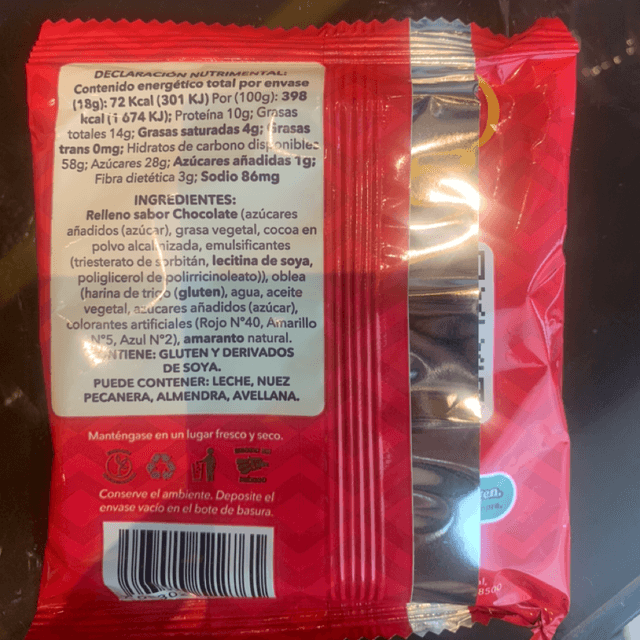 DECLARACIÓN NUTRIMENTAL:
Contenido energético total por envase
(18g): 72 Kcal (301 KJ) Por (100g): 398
kcal (1 674 KJ); Proteína 10g; Grasas
totales 14g; Grasas saturadas 4g; Grasas
trans 0mg; Hidratos de carbono disponibles
58g; Azúcares 28g; Azúcares añadidas 1g;
Fibra dietética 3g; Sodio 86mg
INGREDIENTES:
Relleno sabor Chocolate (azúcares
añadidos (azúcar), grasa vegetal, cocoa en
polvo alcalinizada, emulsificantes
(triesterato de sorbitán, lecitina de soya,
poliglicerol de polirricinoleato)), oblea
(harina de trigo (gluten), agua, aceite
vegetal, azúcares añadidos (azúcar),
colorantes artificiales (Rojo N°40, Amarillo
N°5, Azul N°2), amaranto natural.
CONTIENE: GLUTEN Y DERIVADOS
DE SOYA.
PUEDE CONTENER: LECHE, NUEZ
PECANERA, ALMENDRA, AVELLANA.
Manténgase en un lugar fresco y seco.
Conserve el ambiente. Deposite el
envase vacío en el bote de basura.
8500